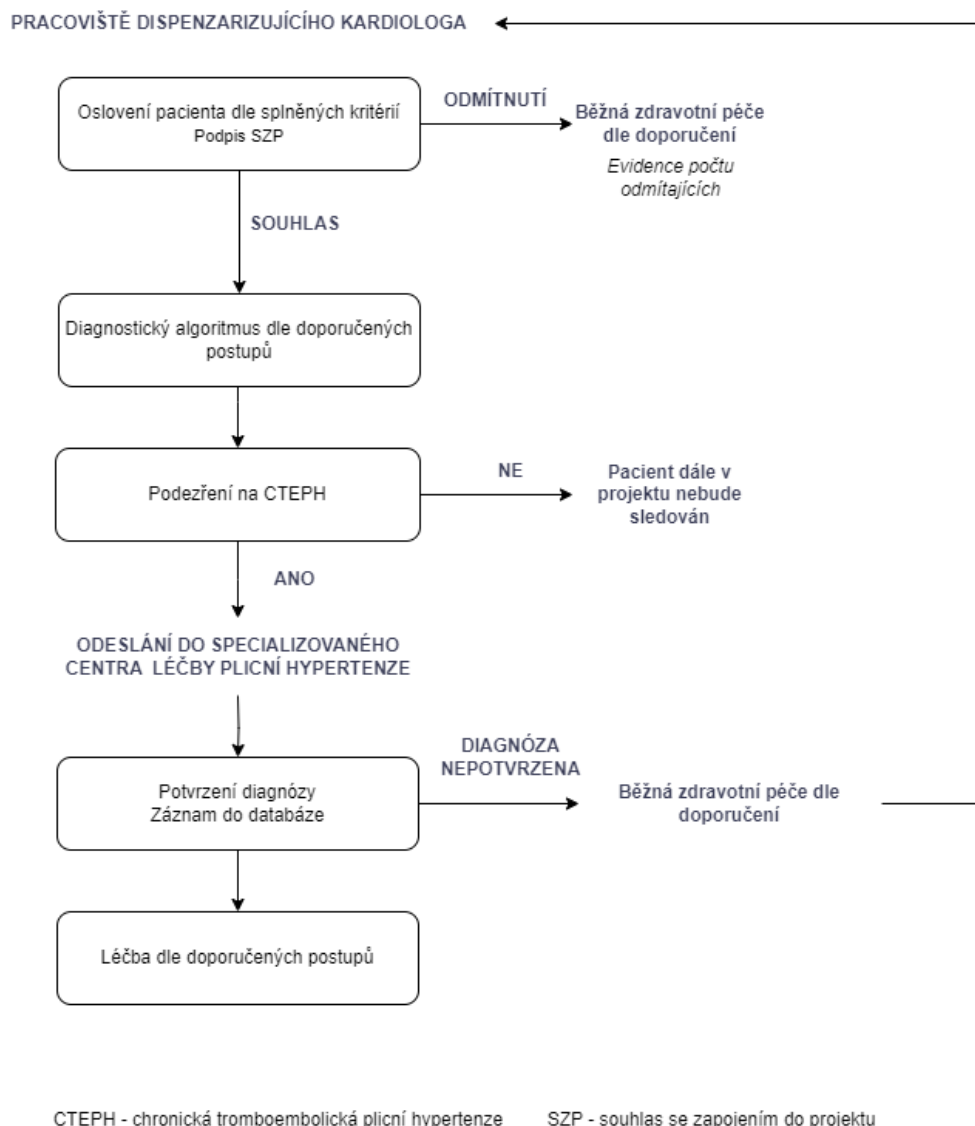 PRACOVIŠTĚ DISPENZARIZUJÍCÍHO KARDIOLOGA
Oslovení pacienta dle splněných kritérií
Podpis SZP
ODMÍTNUTÍ
Běžná zdravotní péče
dle doporučení
Evidence počtu
odmítajících
SOUHLAS
Diagnostický algoritmus dle doporučených
postupů
Podezření na CTEPH
NE
Pacient dále v
projektu nebude
sledován
ANO
ODESLÁNÍ DO SPECIALIZOVANÉHO
CENTRA LÉČBY PLICNÍ HYPERTENZE
Potvrzení diagnózy
Záznam do databáze
DIAGNÓZA
NEPOTVRZENA
Běžná zdravotní péče dle
doporučení
Léčba dle doporučených postupů
CTEPH - chronická tromboembolická plicní hypertenze
SZP - souhlas se zapojením do projektu